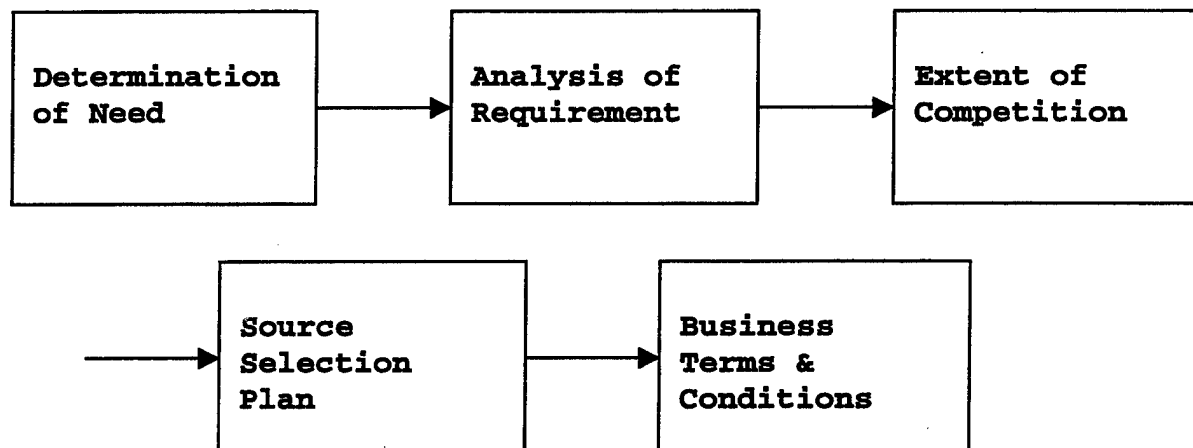 Determination
of Need
Analysis of
Requirement
Extent of
Competition
Source
Selection
Plan
Business
Terms &
Conditions